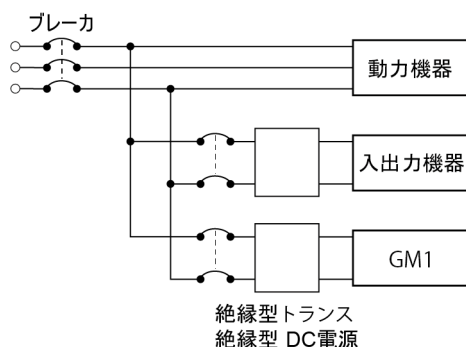 ブレーカ
動力機器
入出力機器
GM1
絶縁型トランス
絶縁型 DC電源